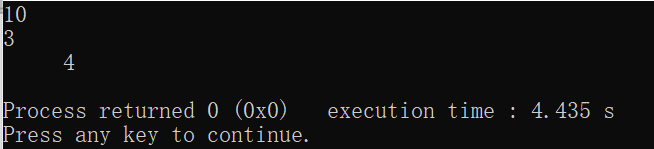 10
3
     4

Process returned 0 (0x0)   execution time : 4.435 s
Press any key to continue.